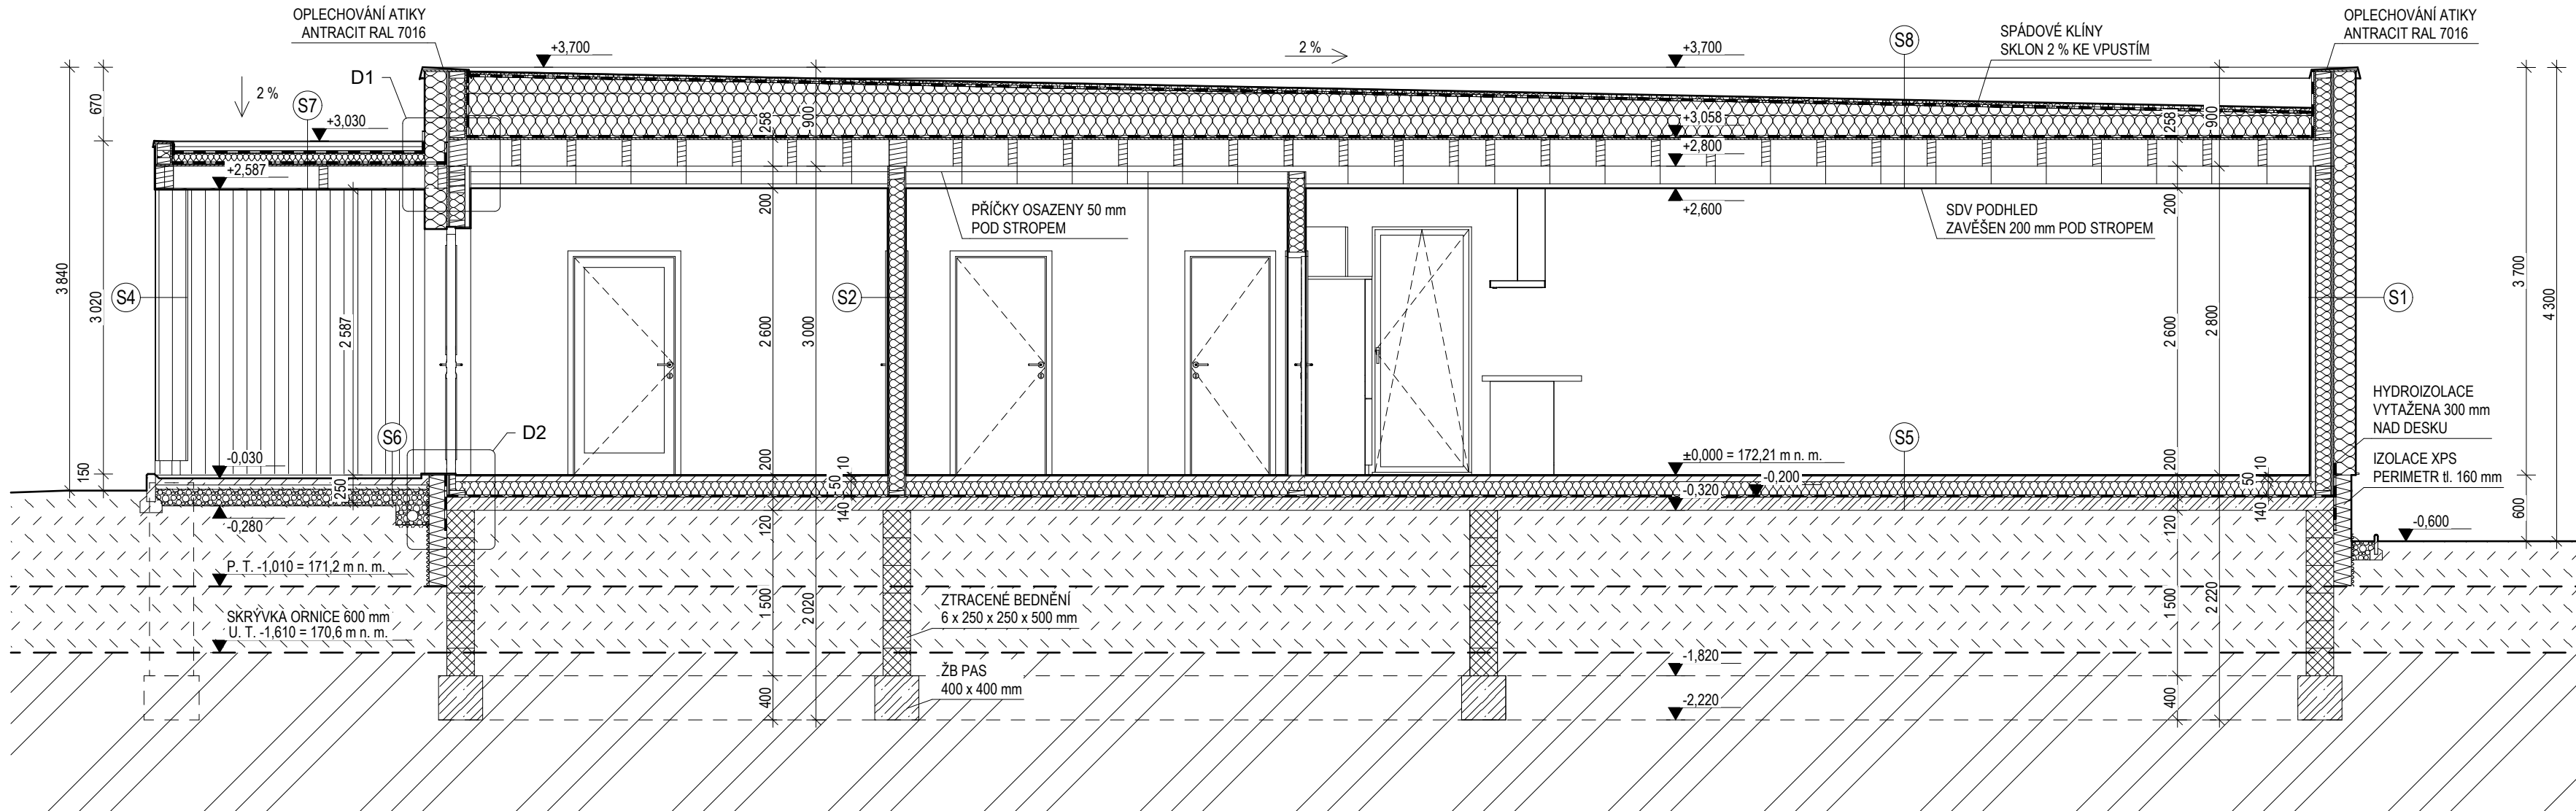 OPLECHOVÁNÍ ATIKY
ANTRACIT RAL 7016
+3,700
2 %
+3,700
S8
SPÁDOVÉ KLÍNY
SKLON 2 % KE VPUSTÍM
OPLECHOVÁNÍ ATIKY
ANTRACIT RAL 7016
D1
2 %
S7
+3,030
670
258
900
+3,058
258
900
+2,800
+2,587
200
PŘÍČKY OSAZENY 50 mm
POD STROPEM
+2,600
SDV PODHLED
ZAVĚŠEN 200 mm POD STROPEM
200
3 840
3 020
S4
2 587
2 600
3 000
S2
2 600
2 800
S1
3 700
4 300
HYDROIZOLACE
VYTAŽENA 300 mm
NAD DESKU
IZOLACE XPS
PERIMETR tl. 160 mm
S6
D2
S5
150
-0,030
250
-0,280
200
10
50
140
±0,000 = 172,21 m n. m.
-0,200
-0,320
200
10
50
140
600
-0,600
120
120
P. T. -1,010 = 171,2 m n. m.
SKRÝVKA ORNICE 600 mm
U. T. -1,610 = 170,6 m n. m.
1 500
2 020
ZTRACENÉ BEDNĚNÍ
6 x 250 x 250 x 500 mm
1 500
2 220
ŽB PAS
400 x 400 mm
-1,820
400
-2,220
400